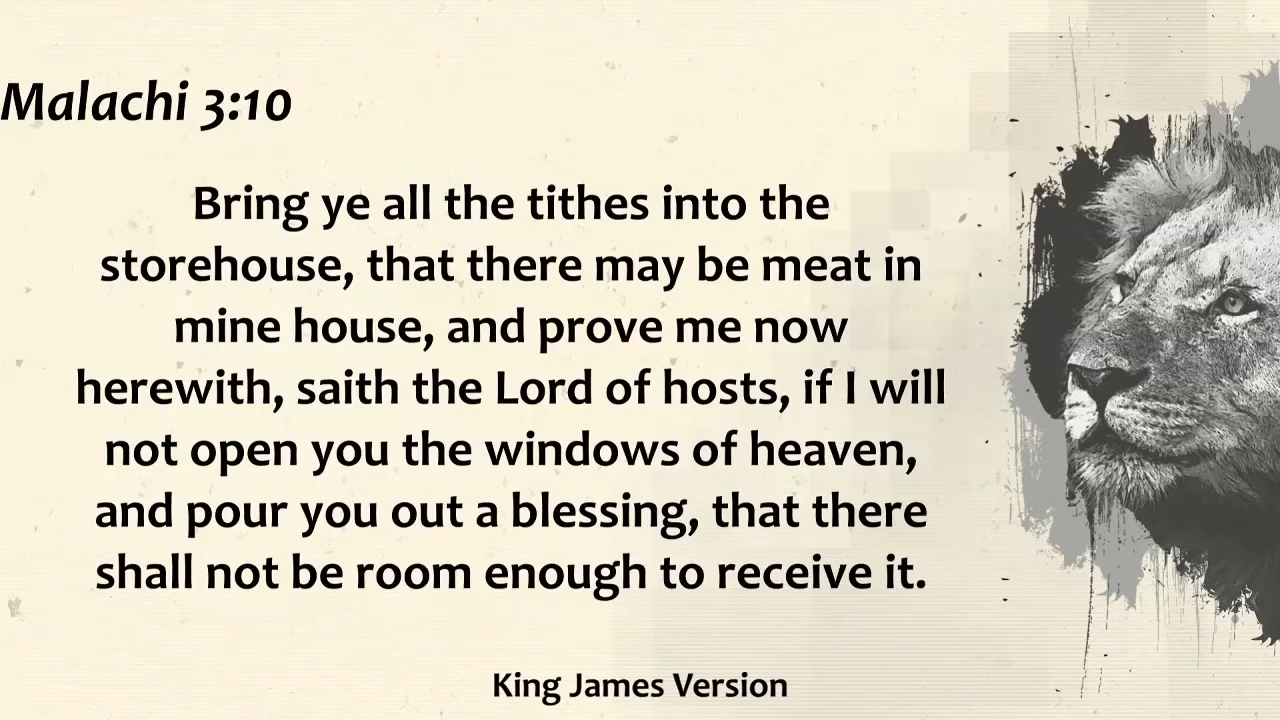 Malachi 3:10
Bring ye all the tithes into the
storehouse, that there may be meat in
mine house, and prove me now
herewith, saith the Lord of hosts, if I will
not open you the windows of heaven,
and pour you out a blessing, that there
shall not be room enough to receive it.
King James Version